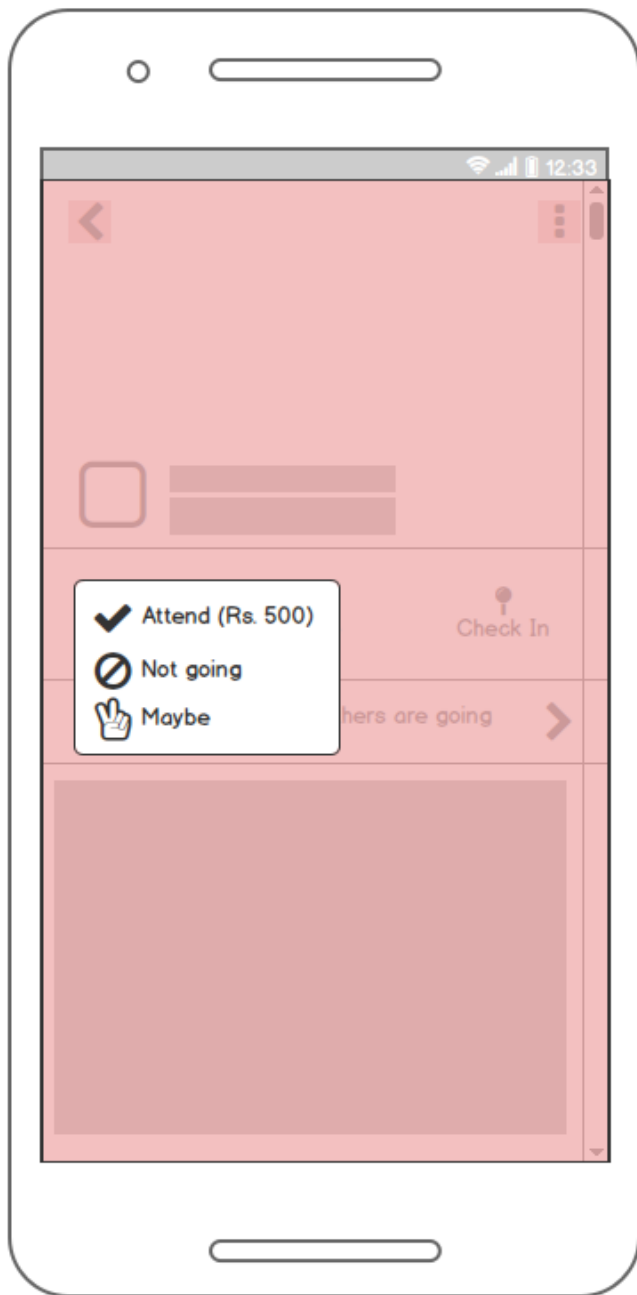 12:33
Attend (Rs. 500)
Check In
Not going
Maybe
hers are going